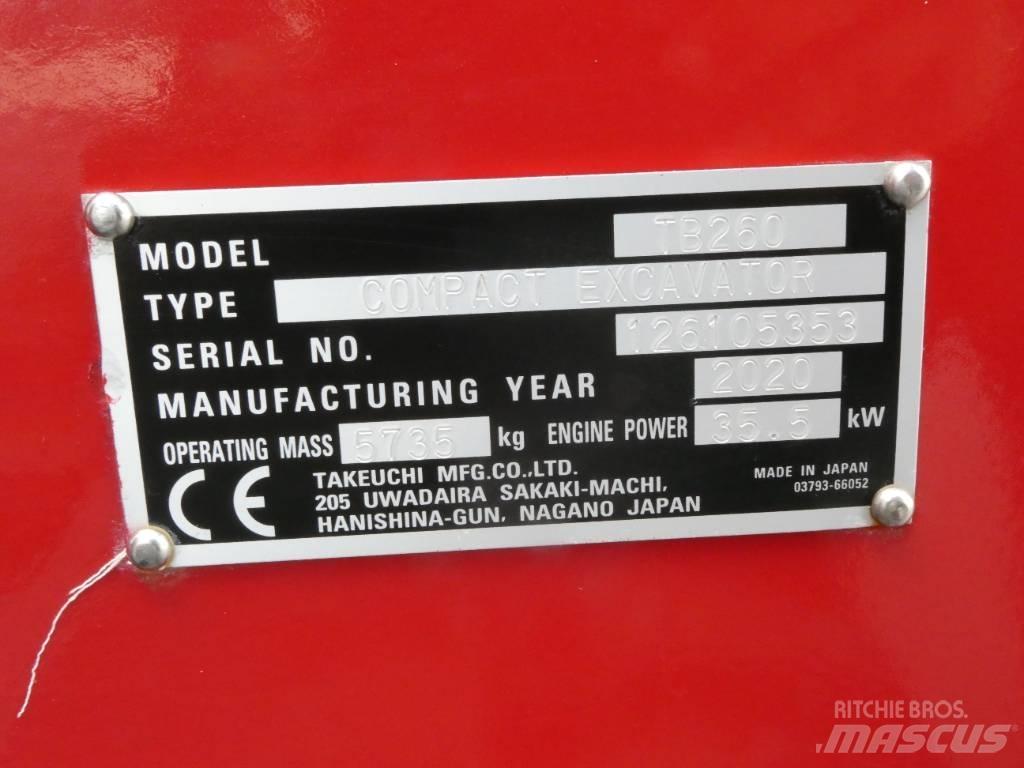 MODEL TB260
TYPE COMPACT EXCAVATOR
SERIAL NO. 126105353
MANUFACTURING YEAR 2020
OPERATING MASS 5735 kg ENGINE POWER 35.5 kW
CE
TAKEUCHI MFG.CO.,LTD.
205 UWADAIRA SAKAKI-MACHI,
HANISHINA-GUN, NAGANO JAPAN
MADE IN JAPAN
03793-66052
RITCHIE BROS.
MASCUS